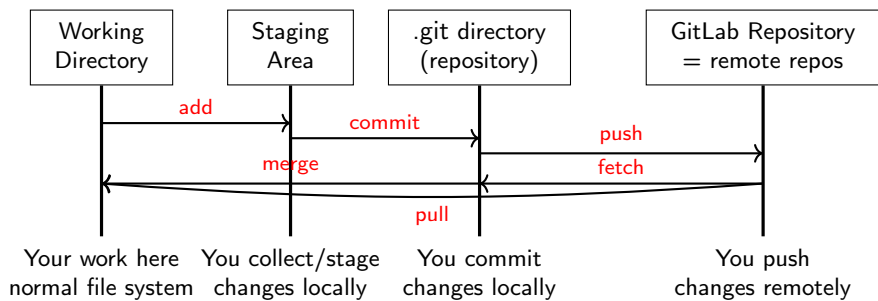 Working
Directory
Staging
Area
.git directory
(repository)
GitLab Repository
= remote repos
add
commit
push
merge
fetch
pull
Your work here
normal file system
You collect/stage
changes locally
You commit
changes locally
You push
changes remotely